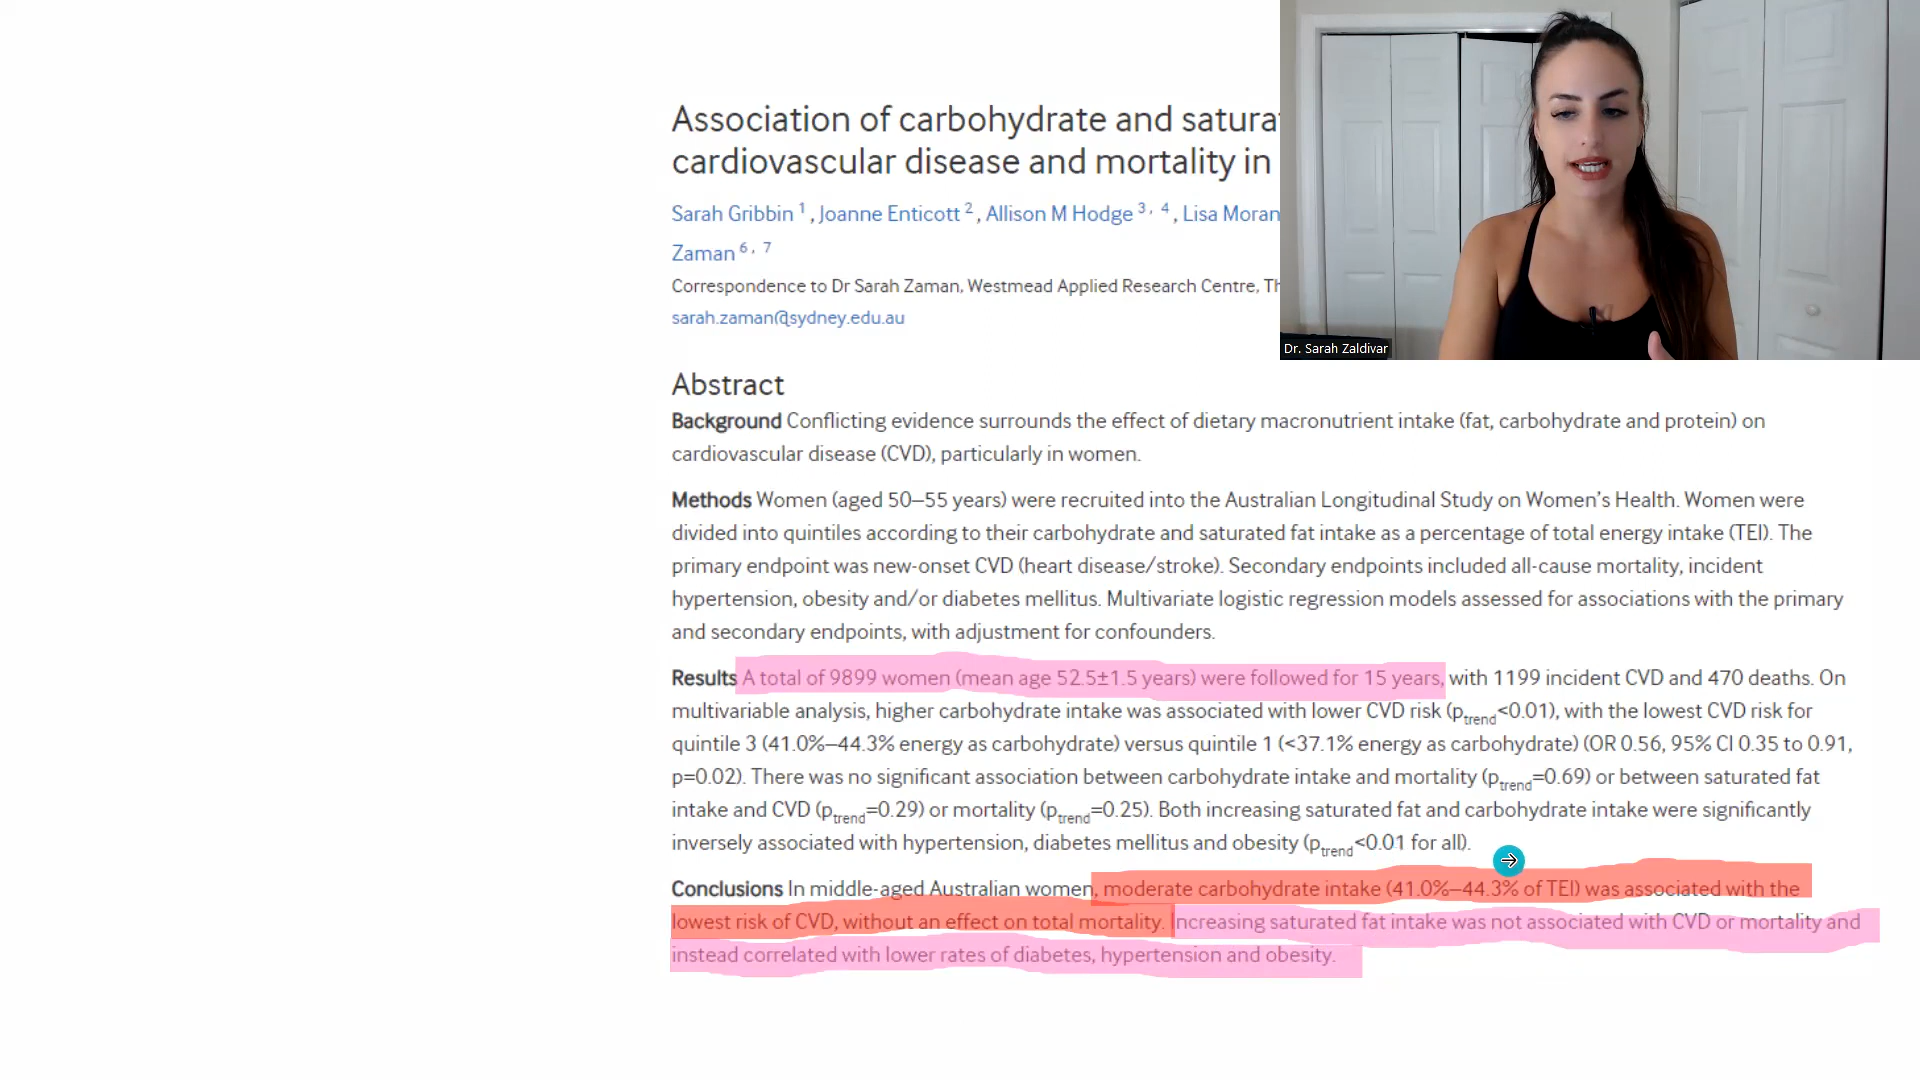 Association of carbohydrate and satura
cardiovascular disease and mortality in
Sarah Gribbin 1 , Joanne Enticott 2 , Allison M Hodge 3 , 4 , Lisa Moran
Zaman 6 , 7
Correspondence to Dr Sarah Zaman, Westmead Applied Research Centre, Th
sarah.zaman@sydney.edu.au
Dr. Sarah Zaldivar
Abstract
Background Conflicting evidence surrounds the effect of dietary macronutrient intake (fat, carbohydrate and protein) on
cardiovascular disease (CVD), particularly in women.
Methods Women (aged 50–55 years) were recruited into the Australian Longitudinal Study on Women’s Health. Women were
divided into quintiles according to their carbohydrate and saturated fat intake as a percentage of total energy intake (TEI). The
primary endpoint was new-onset CVD (heart disease/stroke). Secondary endpoints included all-cause mortality, incident
hypertension, obesity and/or diabetes mellitus. Multivariate logistic regression models assessed for associations with the primary
and secondary endpoints, with adjustment for confounders.
Results A total of 9899 women (mean age 52.5±1.5 years) were followed for 15 years, with 1199 incident CVD and 470 deaths. On
multivariable analysis, higher carbohydrate intake was associated with lower CVD risk (ptrend<0.01), with the lowest CVD risk for
quintile 3 (41.0%–44.3% energy as carbohydrate) versus quintile 1 (<37.1% energy as carbohydrate) (OR 0.56, 95% CI 0.35 to 0.91,
p=0.02). There was no significant association between carbohydrate intake and mortality (ptrend=0.69) or between saturated fat
intake and CVD (ptrend=0.29) or mortality (ptrend=0.25). Both increasing saturated fat and carbohydrate intake were significantly
inversely associated with hypertension, diabetes mellitus and obesity (ptrend<0.01 for all).
Conclusions In middle-aged Australian women, moderate carbohydrate intake (41.0%–44.3% of TEI) was associated with the
lowest risk of CVD, without an effect on total mortality. Increasing saturated fat intake was not associated with CVD or mortality and
instead correlated with lower rates of diabetes, hypertension and obesity.